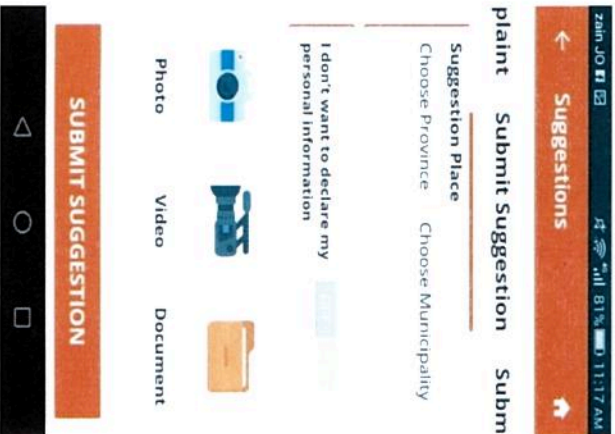 zain JO 81% 11:17 AM
Suggestions
plaint Submit Suggestion Subm
Suggestion Place
Choose Province Choose Municipality
I don't want to declare my
personal information
Photo Video Document
SUBMIT SUGGESTION